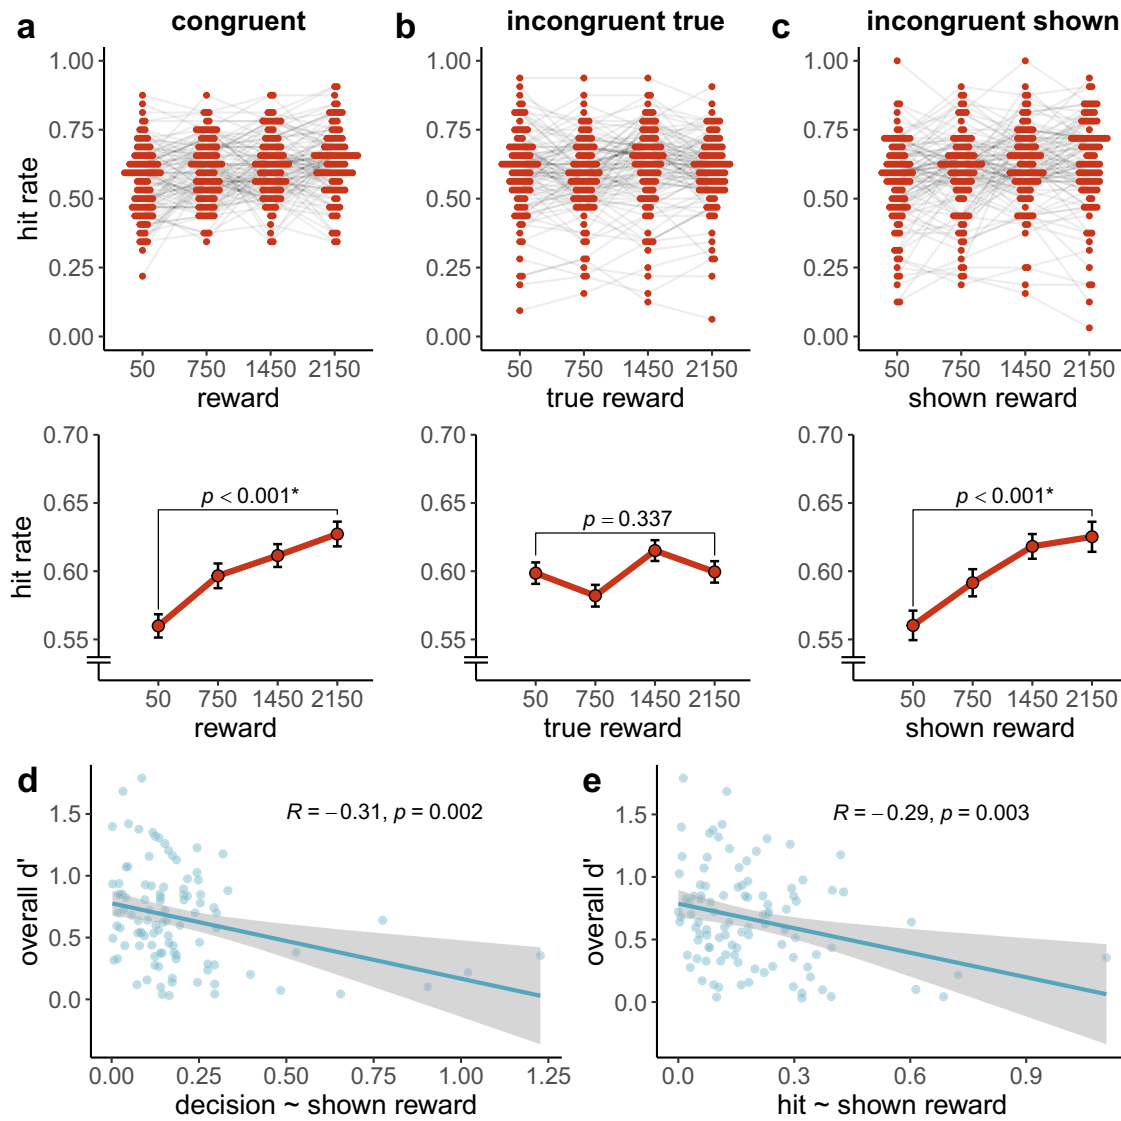 a congruent b incongruent true c incongruent shown
hit rate
1.00 1.00 1.00
0.75 0.75 0.75
0.50 0.50 0.50
0.25 0.25 0.25
0.00 0.00 0.00
50 750 1450 2150 50 750 1450 2150 50 750 1450 2150
reward true reward shown reward
hit rate
0.70 0.70 0.70
0.65 0.65 0.65
p < 0.001* p = 0.337 p < 0.001*
0.60 0.60 0.60
0.55 0.55 0.55
50 750 1450 2150 50 750 1450 2150 50 750 1450 2150
reward true reward shown reward
d
overall d'
R = −0.31, p = 0.002
1.5
1.0
0.5
0.0
0.00 0.25 0.50 0.75 1.00 1.25
decision ~ shown reward
e
overall d'
R = −0.29, p = 0.003
1.5
1.0
0.5
0.0
0.0 0.3 0.6 0.9
hit ~ shown reward